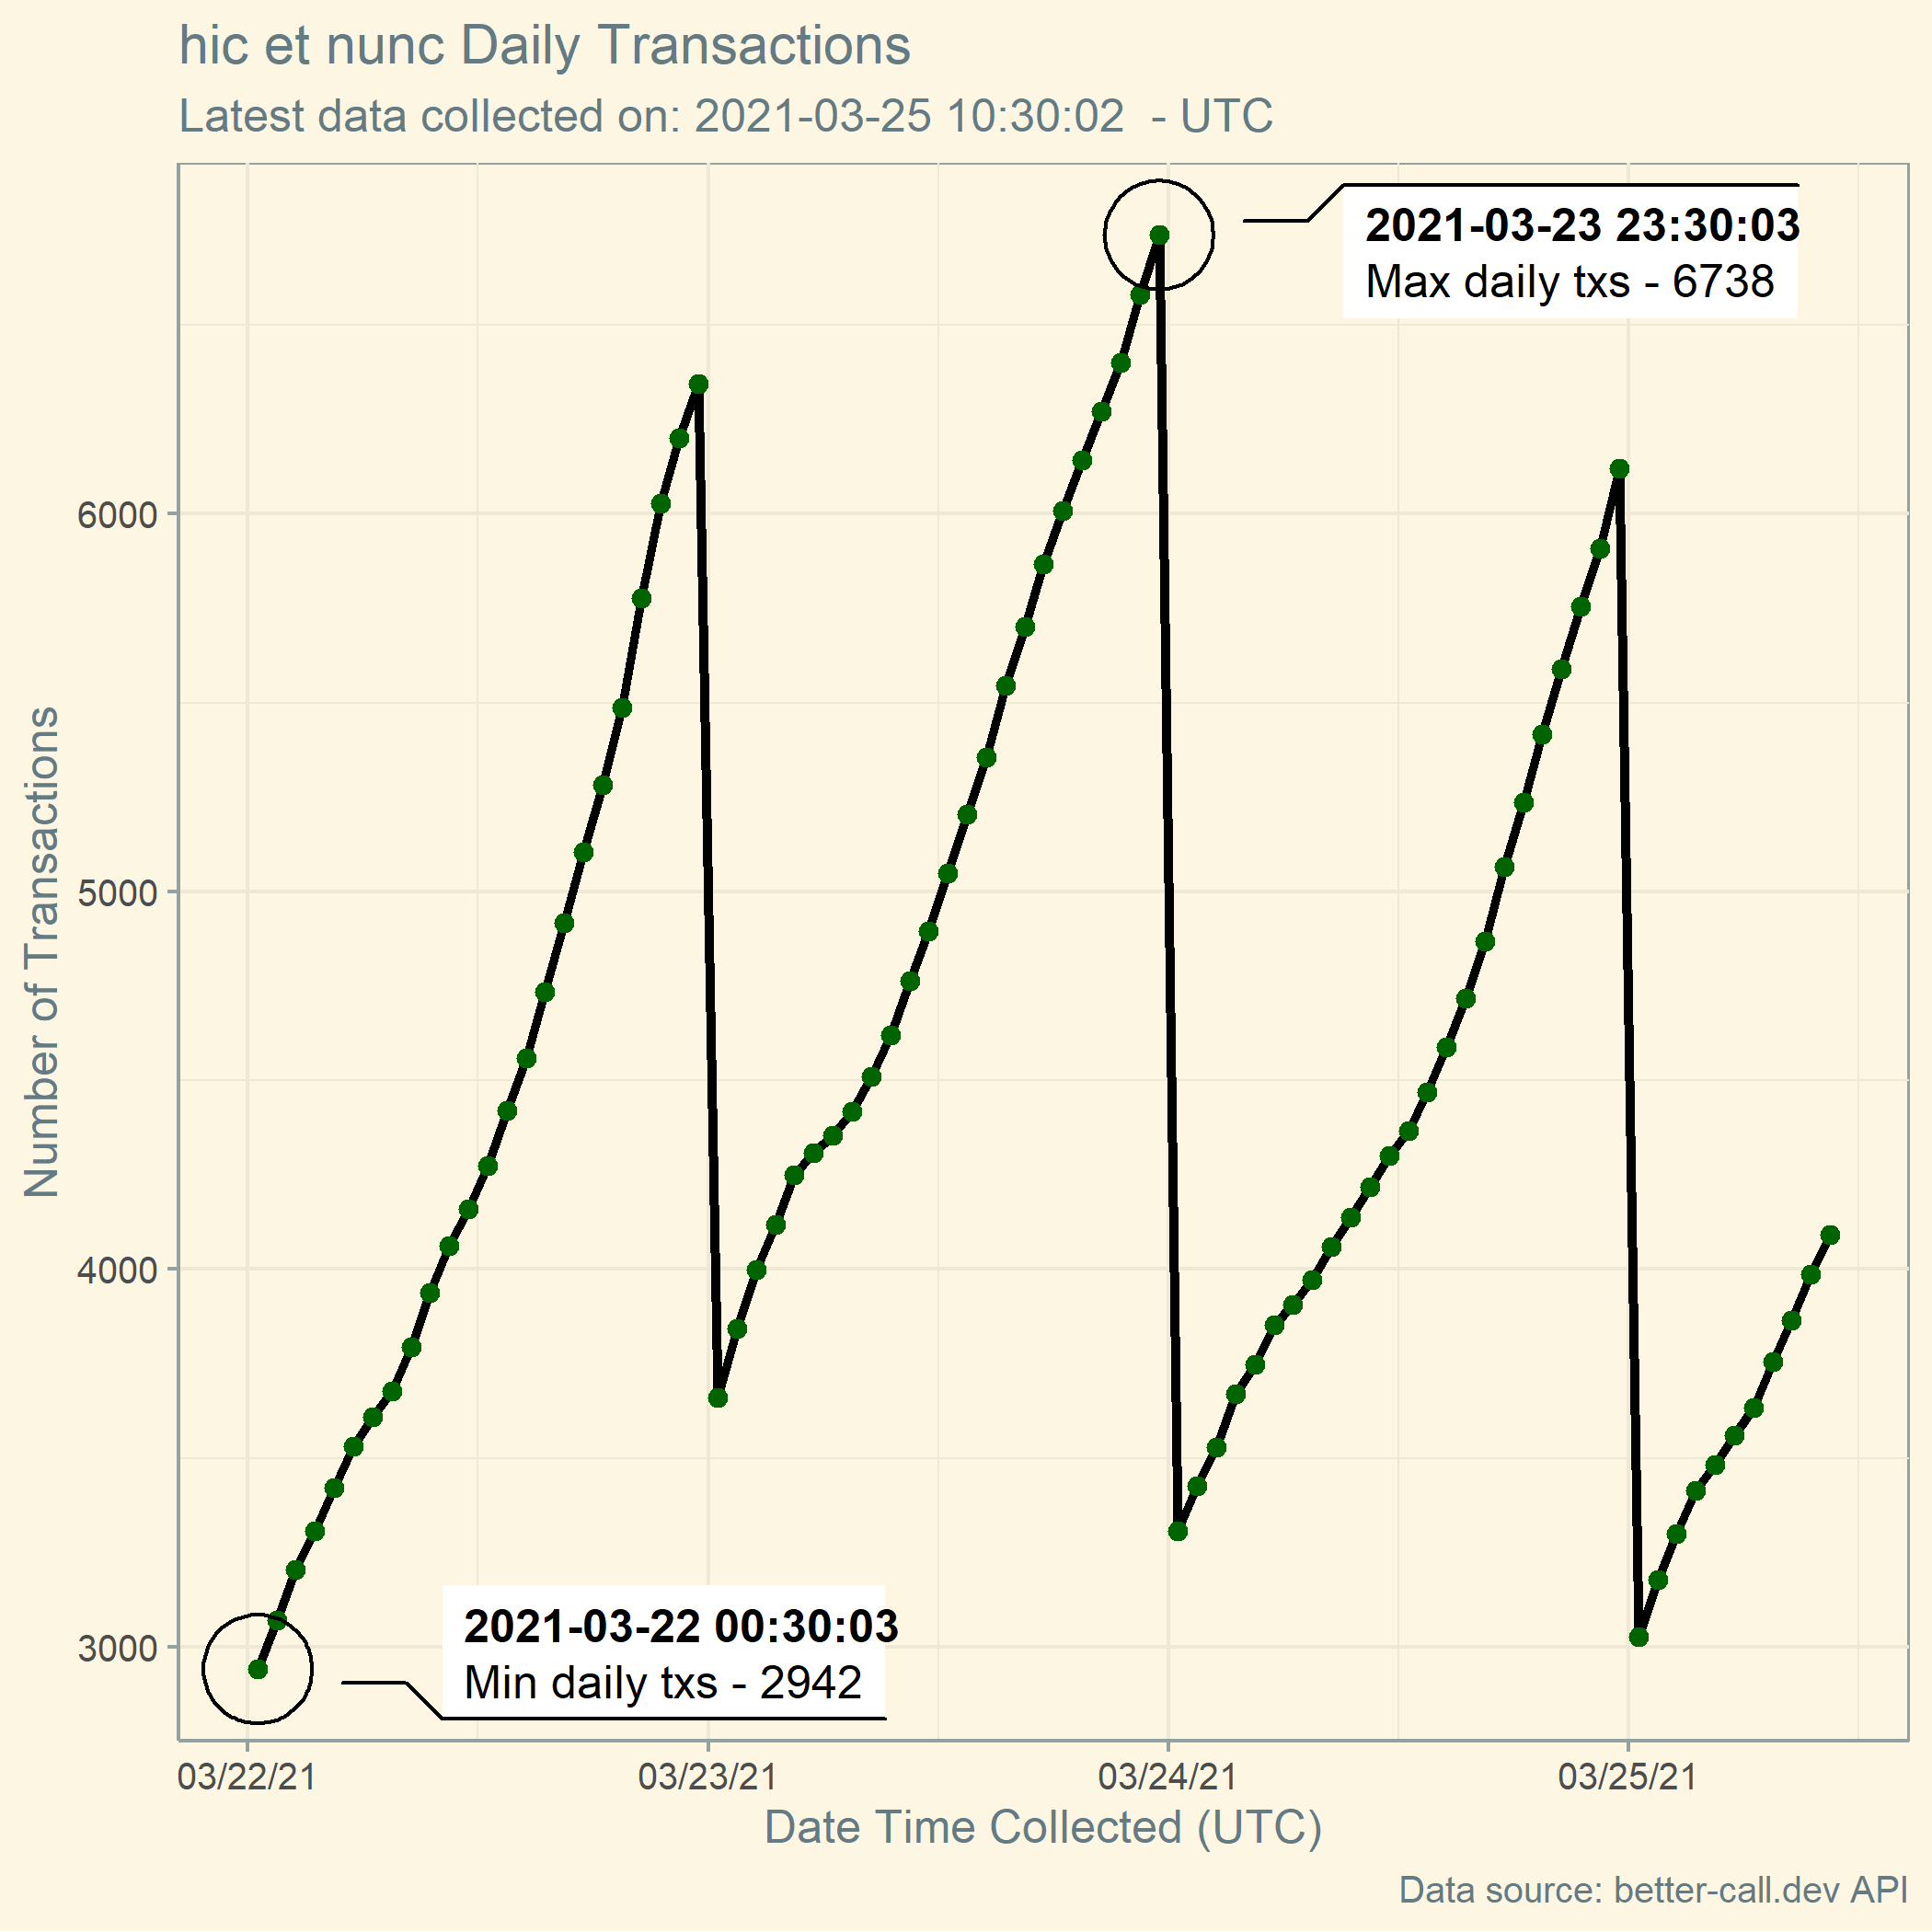 hic et nunc Daily Transactions
Latest data collected on: 2021-03-25 10:30:02  - UTC
2021-03-23 23:30:03
Max daily txs - 6738
6000
5000
4000
3000
Number of Transactions
2021-03-22 00:30:03
Min daily txs - 2942
03/22/21
03/23/21
03/24/21
03/25/21
Date Time Collected (UTC)
Data source: better-call.dev API